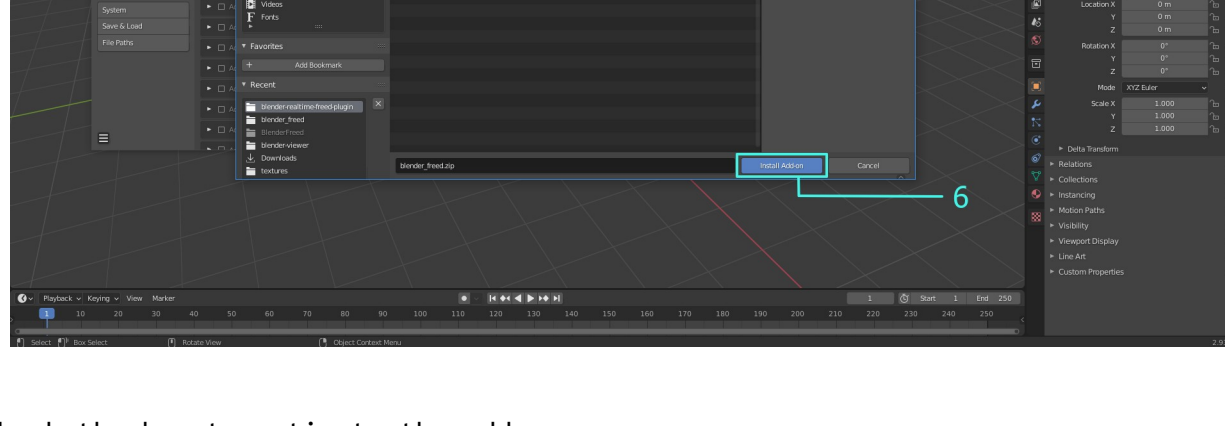 System
Save & Load
File Paths
Videos
Fonts
Favorites
Add Bookmark
Recent
blender-realtime-freed-plugin
blender_freed
BlenderFreed
blender-viewer
Downloads
textures
blender_freed.zip
Install Add-on
Cancel
6
Location X 0 m
Y 0 m
Z 0 m
Rotation X 0°
Y 0°
Z 0°
Mode XYZ Euler
Scale X 1.000
Y 1.000
Z 1.000
Delta Transform
Relations
Collections
Instancing
Motion Paths
Visibility
Viewport Display
Line Art
Custom Properties
Playback Keying View Marker
1 Start 1 End 250
1 10 20 30 40 50 60 70 80 90 100 110 120 130 140 150 160 170 180 190 200 210 220 230 240 250
Select Box Select Rotate View Object Context Menu